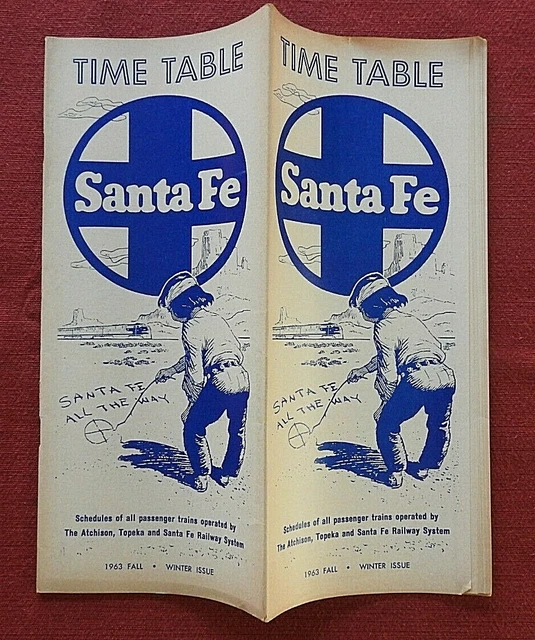 TIME TABLE
Santa Fe
SANTA FE
ALL THE WAY
Schedules of all passenger trains operated by
The Atchison, Topeka and Santa Fe Railway System
1963 FALL • WINTER ISSUE
TIME TABLE
Santa Fe
SANTA FE
ALL THE WAY
Schedules of all passenger trains operated by
The Atchison, Topeka and Santa Fe Railway System
1963 FALL • WINTER ISSUE